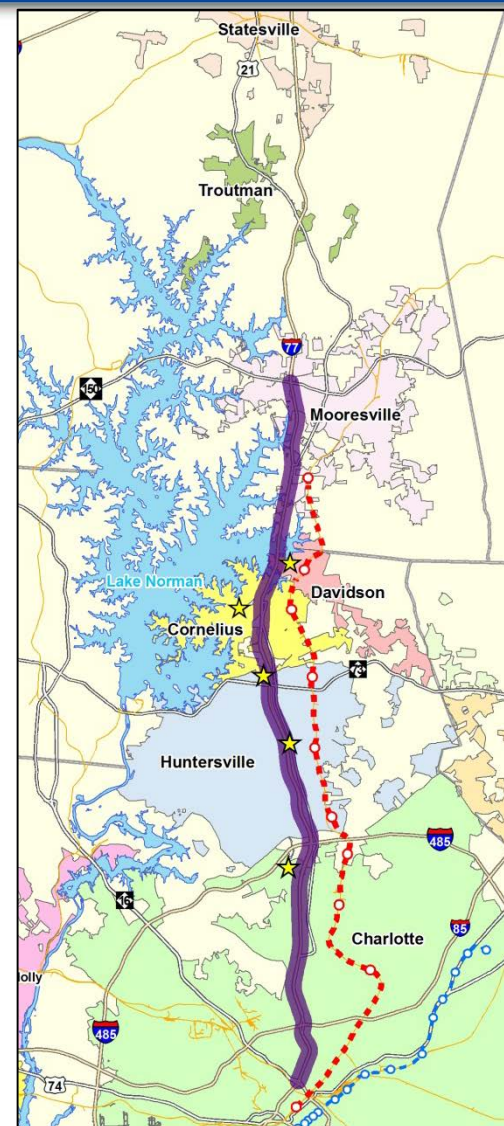 Statesville
21
Troutman
77
150
Mooresville
Lake Norman
Davidson
Cornelius
73
Huntersville
485
16
85
Charlotte
olly
485
74